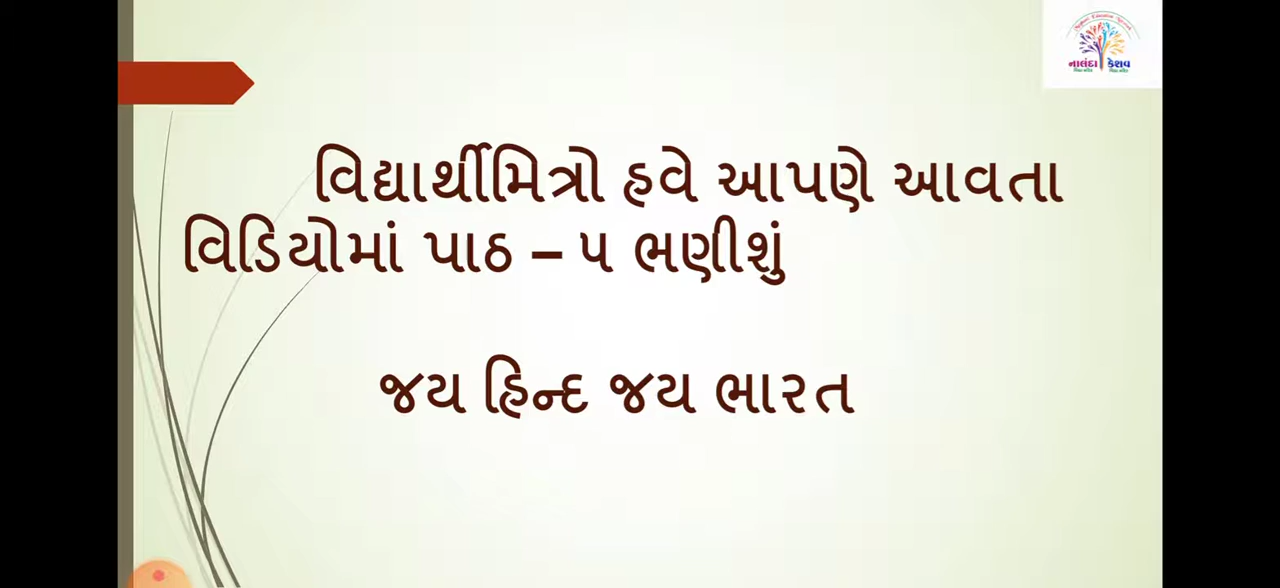 નાલંદા કેશવ
વિદ્યાર્થીમિત્રો હવે આપણે આવતા
વિડિયોમાં પાઠ – ૫ ભણીશું
જય હિન્દ જય ભારત